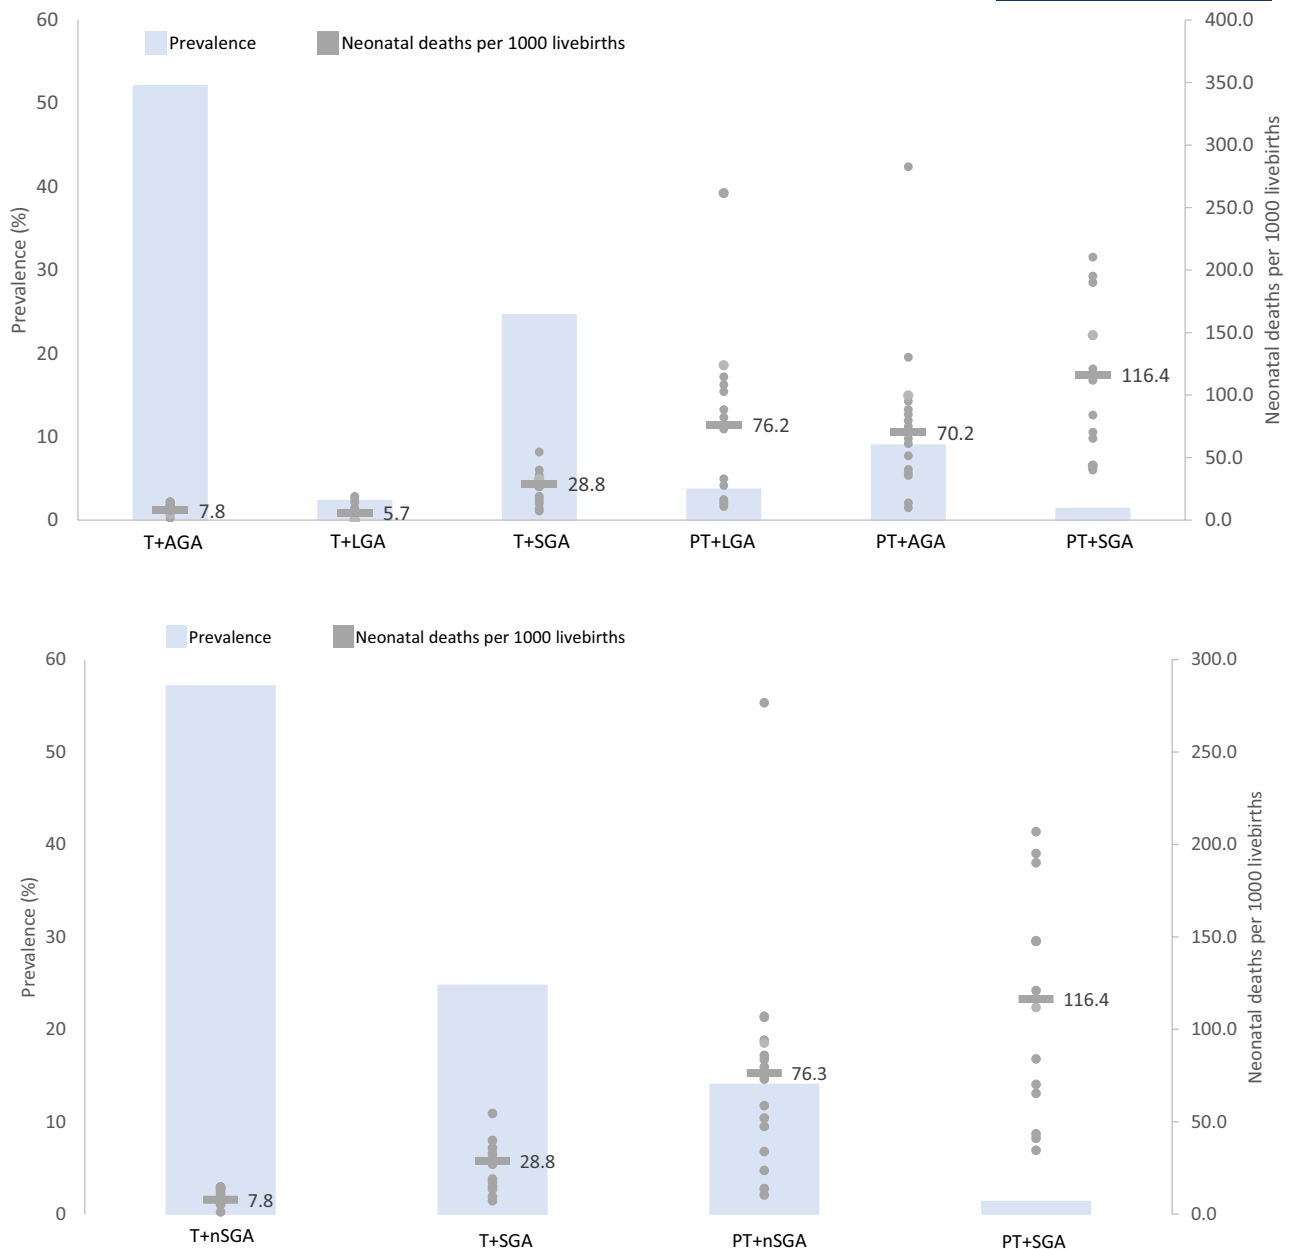 60
50
40
30
20
10
0
Prevalence (%)
Prevalence
Neonatal deaths per 1000 livebirths
400.0
350.0
300.0
250.0
200.0
150.0
100.0
50.0
0.0
Neonatal deaths per 1000 livebirths
7.8
5.7
28.8
76.2
70.2
116.4
T+AGA
T+LGA
T+SGA
PT+LGA
PT+AGA
PT+SGA
60
50
40
30
20
10
0
Prevalence (%)
Prevalence
Neonatal deaths per 1000 livebirths
300.0
250.0
200.0
150.0
100.0
50.0
0.0
Neonatal deaths per 1000 livebirths
7.8
28.8
76.3
116.4
T+nSGA
T+SGA
PT+nSGA
PT+SGA